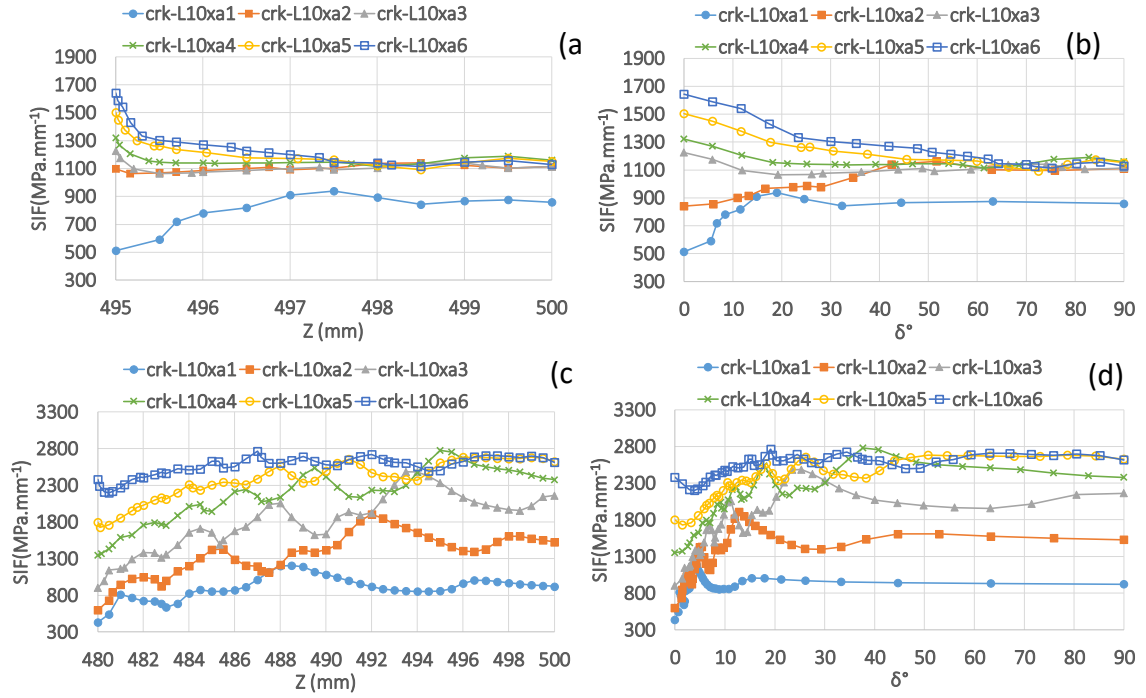 crk-L10xa1 crk-L10xa2 crk-L10xa3
crk-L10xa4 crk-L10xa5 crk-L10xa6
(a)
SIF(MPa.mm-¹)
1900
1700
1500
1300
1100
900
700
500
300
495 496 497 498 499 500
Z (mm)
crk-L10xa1 crk-L10xa2 crk-L10xa3
crk-L10xa4 crk-L10xa5 crk-L10xa6
(b)
SIF(MPa.mm-¹)
1900
1700
1500
1300
1100
900
700
500
300
0 10 20 30 40 50 60 70 80 90
δ°
crk-L10xa1 crk-L10xa2 crk-L10xa3
crk-L10xa4 crk-L10xa5 crk-L10xa6
(c
SIF(MPa.mm-¹)
3300
2800
2300
1800
1300
800
300
480 482 484 486 488 490 492 494 496 498 500
Z (mm)
crk-L10xa1 crk-L10xa2 crk-L10xa3
crk-L10xa4 crk-L10xa5 crk-L10xa6
(d)
SIF(MPa.mm-¹)
3300
2800
2300
1800
1300
800
300
0 10 20 30 40 50 60 70 80 90
δ°